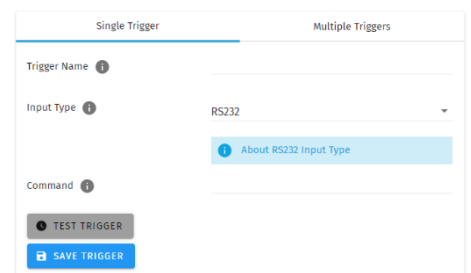 Single Trigger
Multiple Triggers
Trigger Name
Input Type
RS232
About RS232 Input Type
Command
TEST TRIGGER
SAVE TRIGGER